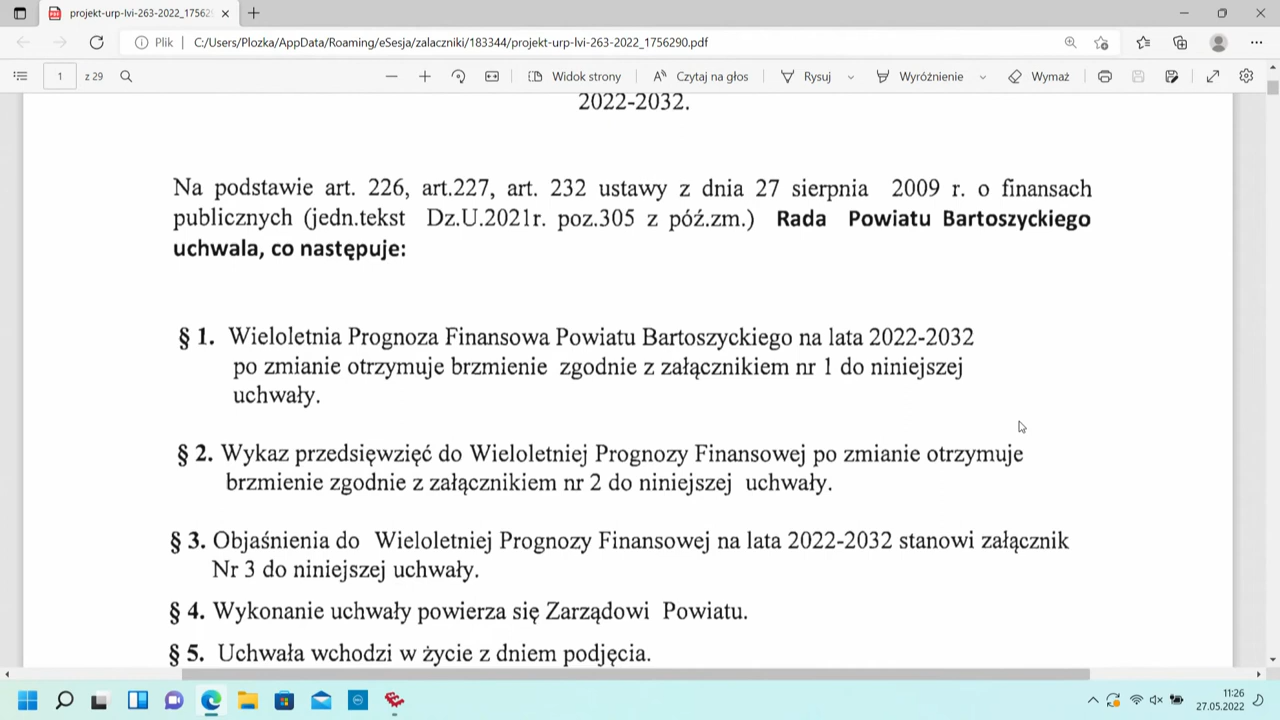 projekt-urp-lvi-263-2022_17562
Plik C:/Users/Plozka/AppData/Roaming/eSesja/zalaczniki/183344/projekt-urp-lvi-263-2022_1756290.pdf
1 z 29 Widok strony Czytaj na głos Rysuj Wyróżnienie Wymaż
2022-2032.
Na podstawie art. 226, art.227, art. 232 ustawy z dnia 27 sierpnia 2009 r. o finansach
publicznych (jedn.tekst Dz.U.2021r. poz.305 z póź.zm.) Rada Powiatu Bartoszyckiego
uchwala, co następuje:
§ 1. Wieloletnia Prognoza Finansowa Powiatu Bartoszyckiego na lata 2022-2032
po zmianie otrzymuje brzmienie zgodnie z załącznikiem nr 1 do niniejszej
uchwały.
§ 2. Wykaz przedsięwzięć do Wieloletniej Prognozy Finansowej po zmianie otrzymuje
brzmienie zgodnie z załącznikiem nr 2 do niniejszej uchwały.
§ 3. Objaśnienia do Wieloletniej Prognozy Finansowej na lata 2022-2032 stanowi załącznik
Nr 3 do niniejszej uchwały.
§ 4. Wykonanie uchwały powierza się Zarządowi Powiatu.
§ 5. Uchwała wchodzi w życie z dniem podjęcia.
11:26
27.05.2022